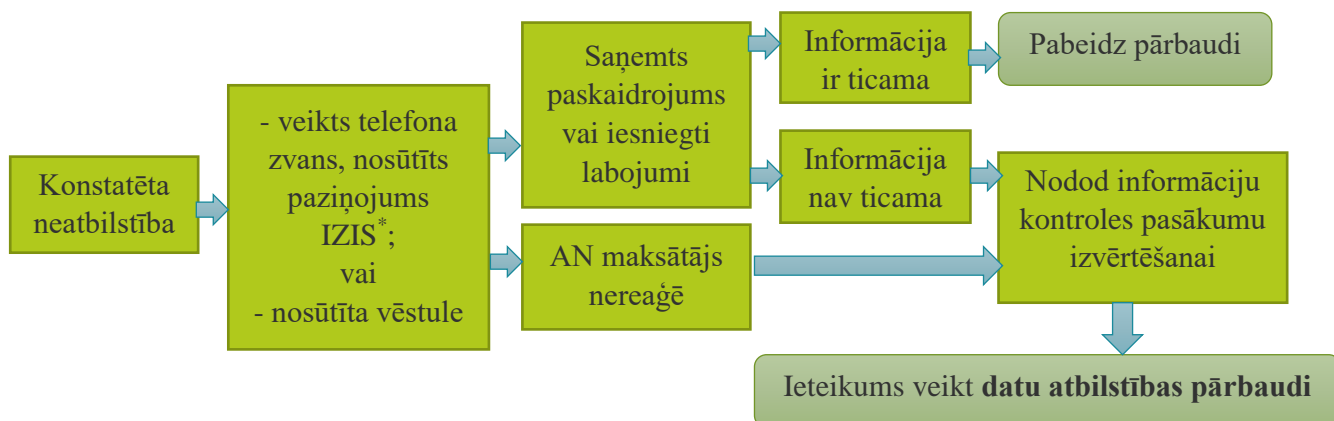 Konstatēta
neatbilstība
- veikts telefona
zvans, nosūtīts
paziņojums
IZIS*;
vai
- nosūtīta vēstule
Saņemts
paskaidrojums
vai iesniegti
labojumi
AN maksātājs
nereaģē
Informācija
ir ticama
Informācija
nav ticama
Pabeidz pārbaudi
Nodod informāciju
kontroles pasākumu
izvērtēšanai
Ieteikums veikt datu atbilstības pārbaudi